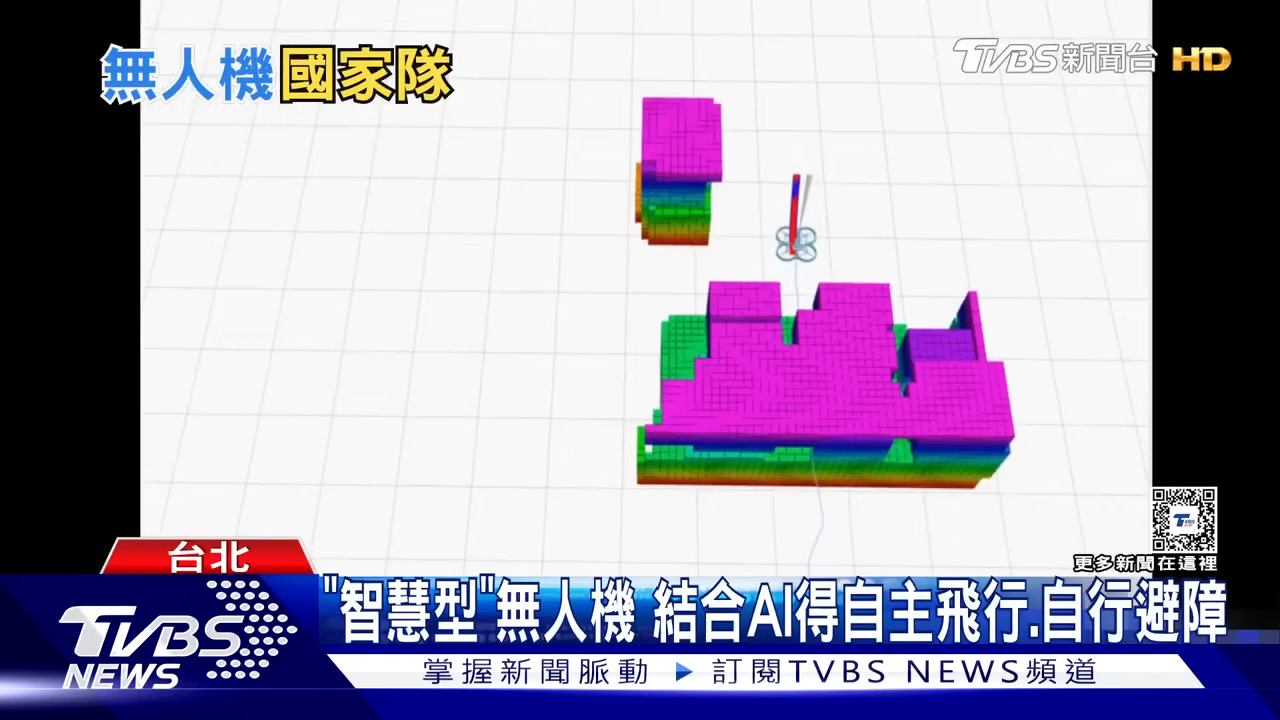 無人機國家隊
TVBS新聞台 HD
台北
更多新聞在這裡
"智慧型"無人機 結合AI得自主飛行.自行避障
TVBS
NEWS
掌握新聞脈動 ▶ 訂閱TVBS NEWS頻道